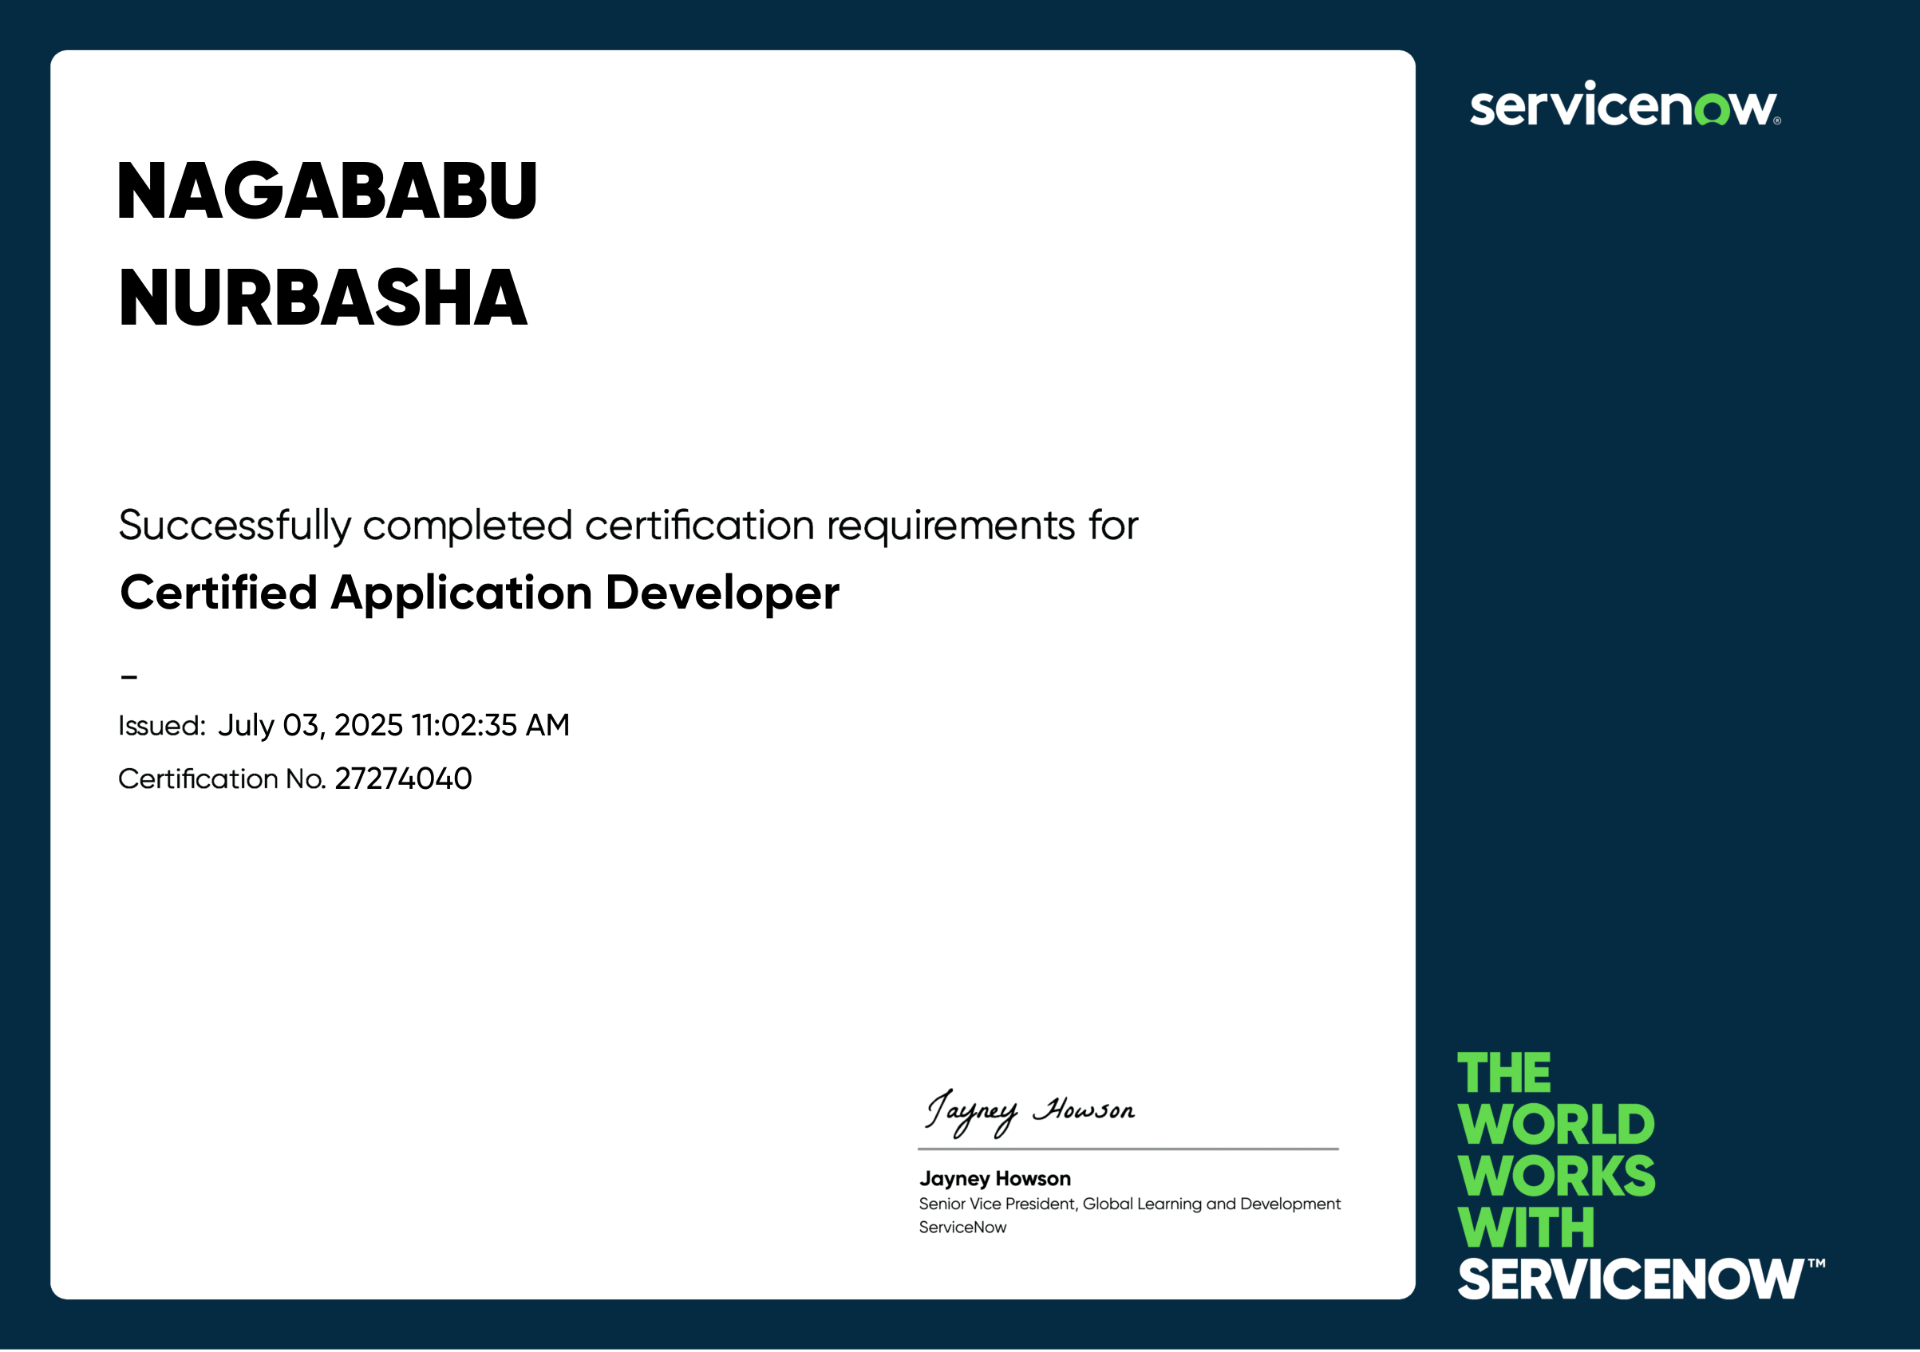 servicenow®
NAGABABU
NURBASHA
Successfully completed certification requirements for
Certified Application Developer
–
Issued: July 03, 2025 11:02:35 AM
Certification No. 27274040
Jayney Howson
Jayney Howson
Senior Vice President, Global Learning and Development
ServiceNow
THE
WORLD
WORKS
WITH
SERVICENOW™